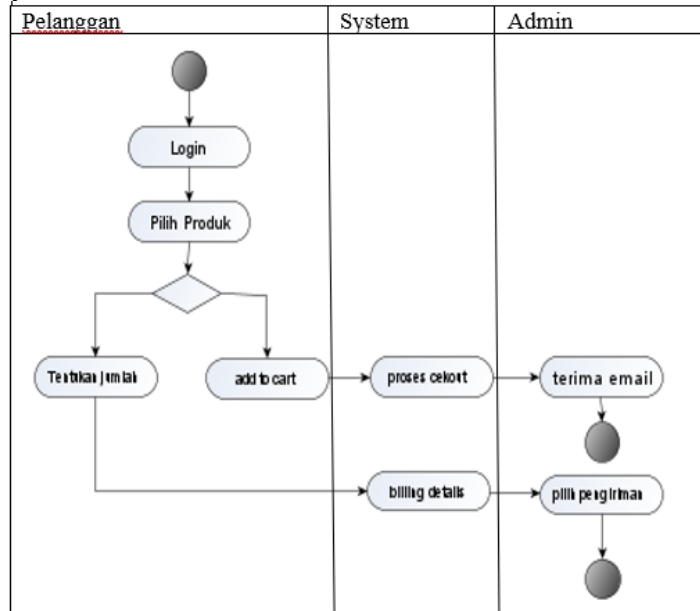 Pelanggan
System
Admin
Login
Pilih Produk
Tentukan jumlah
add to cart
proses cekout
terima email
billing details
pilih pengiriman